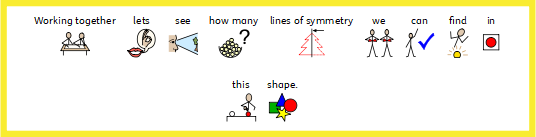 Working together lets see how many lines of symmetry we can find in
this shape.